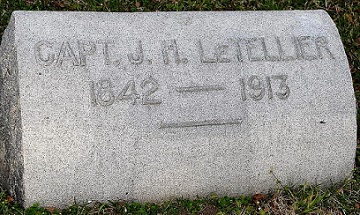 CAPT. J. H. LETELLIER
1842 — 1913